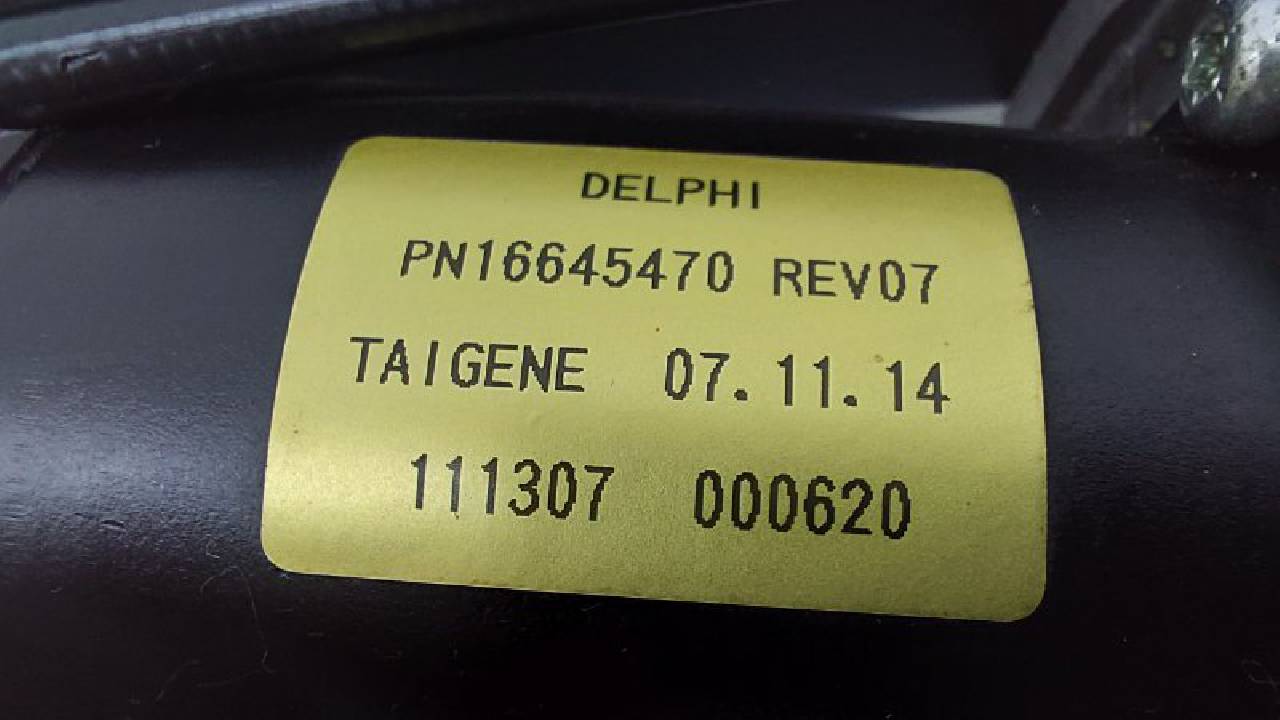 DELPHI
PN16645470 REV07
TAIGENE 07.11.14
111307 000620